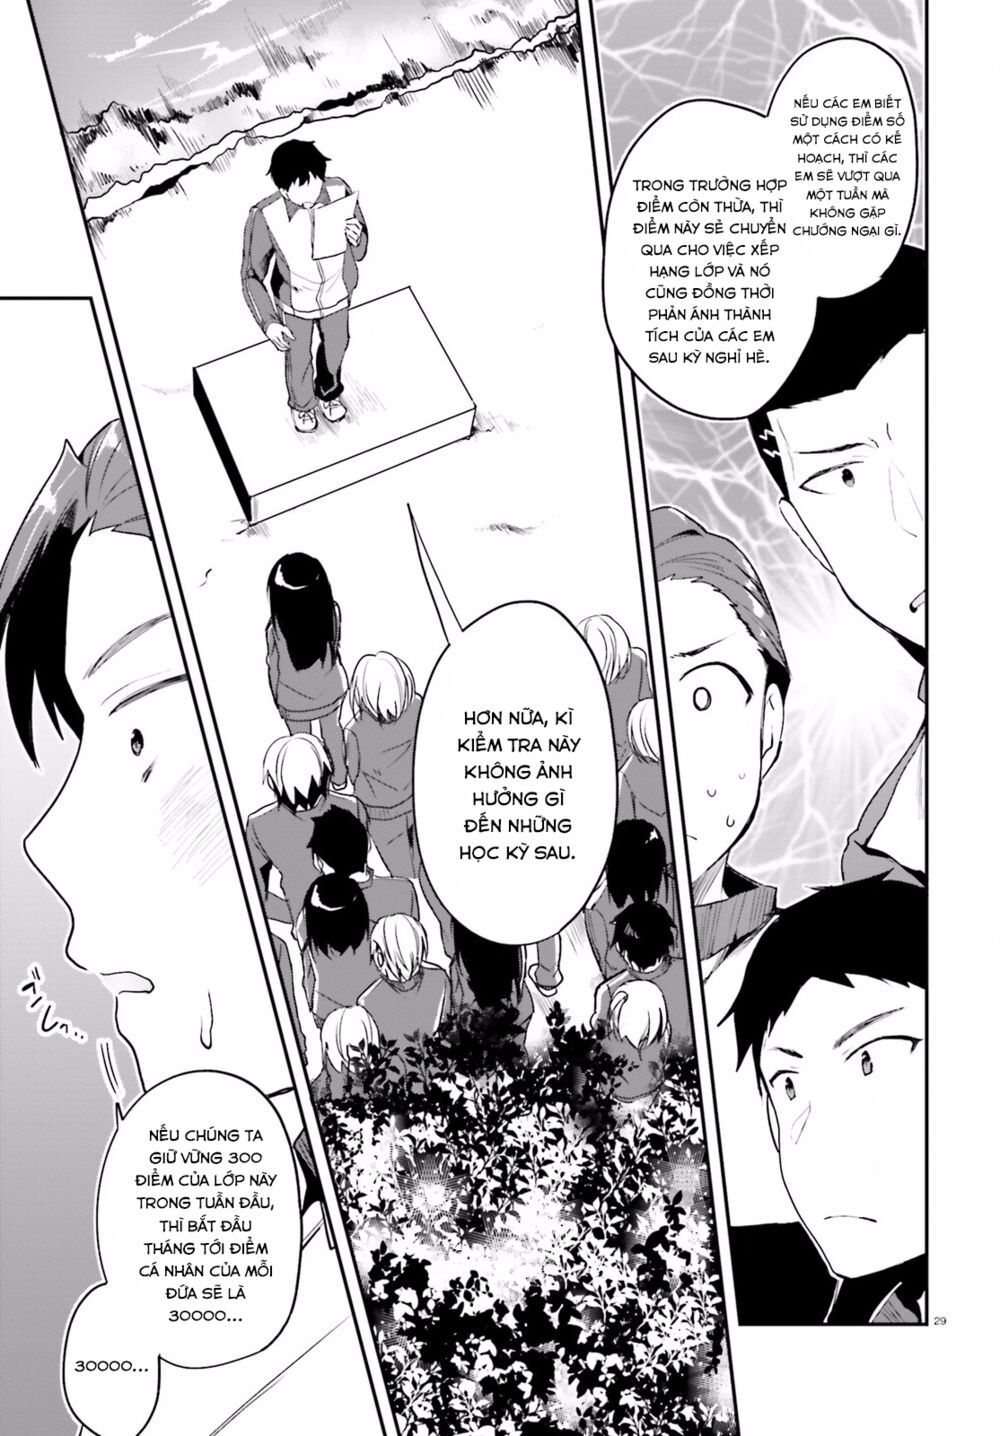 NẾU CÁC EM BIẾT
SỬ DỤNG ĐIỂM SỐ
MỘT CÁCH CÓ KẾ
HOẠCH, THÌ CÁC
EM SẼ VƯỢT QUA
MỘT TUẦN MÀ
KHÔNG GẶP
CHƯỚNG NGẠI GÌ.
TRONG TRƯỜNG HỢP
ĐIỂM CÒN THỪA, THÌ
ĐIỂM NÀY SẺ CHUYỂN
QUA CHO VIỆC XẾP
HẠNG LỚP VÀ NÓ
CŨNG ĐỒNG THỜI
PHẢN ÁNH THÀNH
TÍCH CỦA CÁC EM
SAU KỲ NGHỈ HÈ.
HƠN NỮA, KÌ
KIỂM TRA NÀY
KHÔNG ẢNH
HƯỞNG GÌ
ĐẾN NHỮNG
HỌC KỲ SAU.
NẾU CHÚNG TA
GIỮ VỮNG 300
ĐIỂM CỦA LỚP NÀY
TRONG TUẦN ĐẦU,
THÌ BẮT ĐẦU
THÁNG TỚI ĐIỂM
CÁ NHÂN CỦA MỖI
ĐỨA SẼ LÀ
30000...
30000...
29